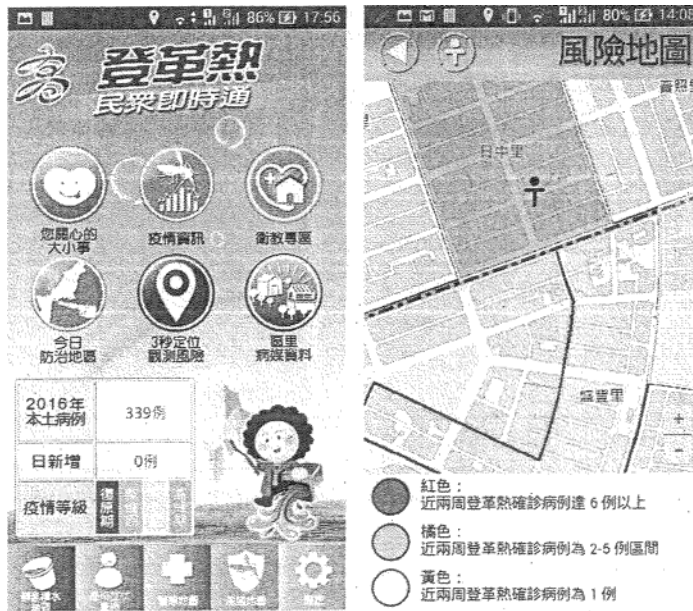 86% 17:56
登革熱
民眾即時通
您關心的
大小事
疫情資訊
衛教專區
今日
防治地區
3秒定位
觀測風險
區里
病媒資料
2016年
本土病例
339例
日新增
0例
疫情等級
80% 14:05
風險地圖
日中里
盛豐里
+
-
紅色：
近兩周登革熱確診病例達 6 例以上
橘色：
近兩周登革熱確診病例為 2-5 例區間
黃色：
近兩周登革熱確診病例為 1 例